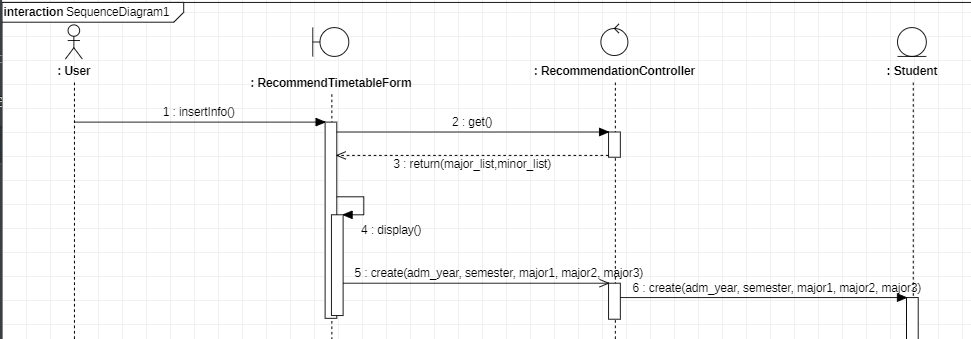 interaction SequenceDiagram1
: User
: RecommendTimetableForm
: RecommendationController
: Student
1 : insertInfo()
2 : get()
3 : return(major_list,minor_list)
4 : display()
5 : create(adm_year, semester, major1, major2, major3)
6 : create(adm_year, semester, major1, major2, major3)